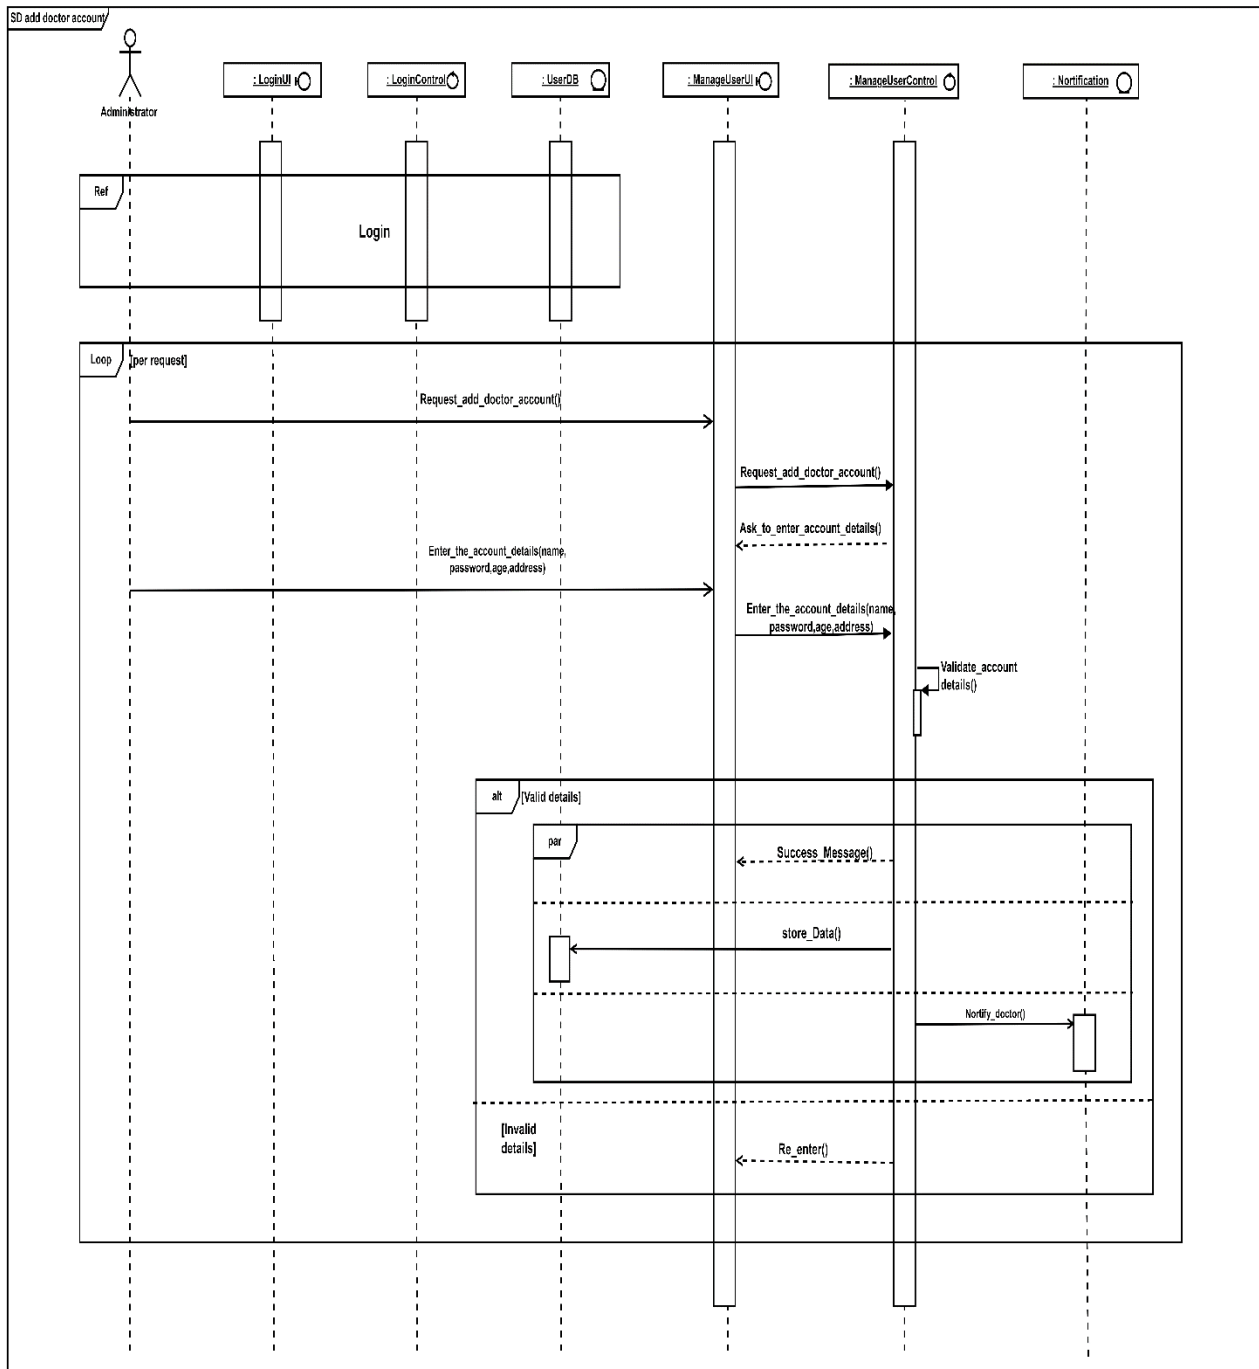 SD add doctor account
Administrator
: LoginUI
: LoginControl
: UserDB
: ManageUserUI
: ManageUserControl
: Nortification
Ref
Login
Loop
[per request]
Request_add_doctor_account()
Request_add_doctor_account()
Ask_to_enter_account_details()
Enter_the_account_details(name,
password,age,address)
Enter_the_account_details(name,
password,age,address)
Validate_account
details()
alt
[Valid details]
par
Success_Message()
store_Data()
Nortify_doctor()
[Invalid
details]
Re_enter()